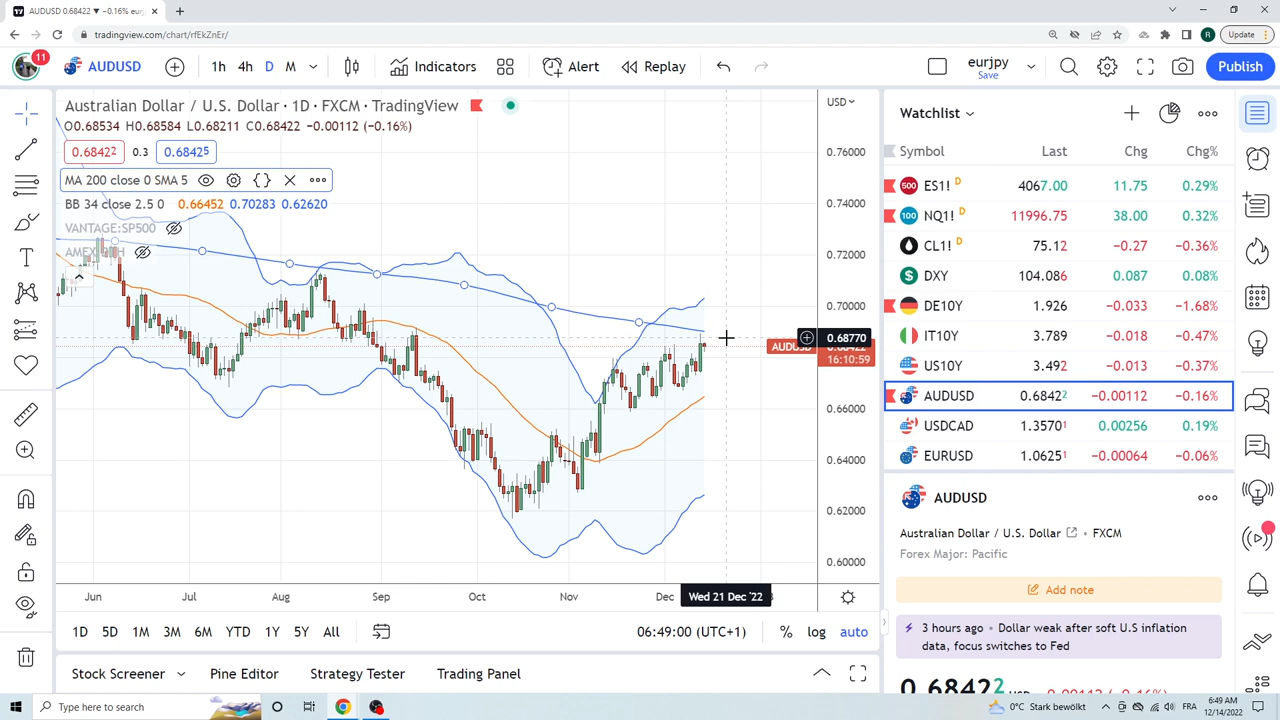 AUDUSD 0.68422 ▼ −0.16% eurj
tradingview.com/chart/rfEkZnEr/
R
Update
11
AUDUSD
1h 4h D M
Indicators
Alert
Replay
eurjpy
Save
Publish
Australian Dollar / U.S. Dollar · 1D · FXCM · TradingView
O0.68534 H0.68584 L0.68211 C0.68422 −0.00112 (−0.16%)
0.68422 0.3 0.68425
MA 200 close 0 SMA 5
BB 34 close 2.5 0 0.66452 0.70283 0.62620
VANTAGE:SP500
USD
0.76000
0.74000
0.72000
0.70000
0.68770
AUDUSD
16:10:59
0.66000
0.64000
0.62000
0.60000
Jun Jul Aug Sep Oct Nov Dec
Wed 21 Dec '22
1D 5D 1M 3M 6M YTD 1Y 5Y All
06:49:00 (UTC+1)
% log auto
Stock Screener
Pine Editor
Strategy Tester
Trading Panel
Watchlist
Symbol Last Chg Chg%
500 ES1! D 4067.00 11.75 0.29%
100 NQ1! D 11996.75 38.00 0.32%
CL1! D 75.12 −0.27 −0.36%
$ DXY 104.086 0.087 0.08%
DE10Y 1.926 −0.033 −1.68%
IT10Y 3.789 −0.018 −0.47%
US10Y 3.492 −0.013 −0.37%
AUDUSD 0.68422 −0.00112 −0.16%
USDCAD 1.35701 0.00256 0.19%
EURUSD 1.06251 −0.00064 −0.06%
AUDUSD
Australian Dollar / U.S. Dollar • FXCM
Forex Major: Pacific
Add note
3 hours ago • Dollar weak after soft U.S inflation
data, focus switches to Fed
0.68422
Type here to search
0°C Stark bewölkt
FRA
6:49 AM
12/14/2022